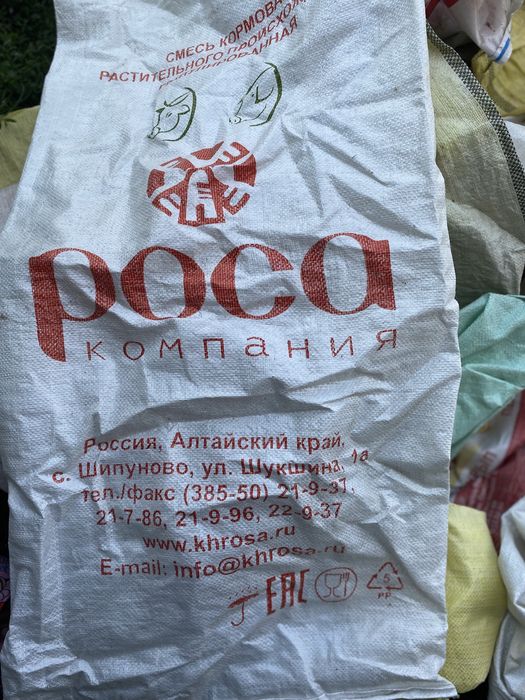 СМЕСЬ КОРМОВАЯ
РАСТИТЕЛЬНОГО ПРОИСХОЖ
роса
компания
Россия, Алтайский край,
с. Шипуново, ул. Шукшина, 1а
тел./факс (385-50) 21-9-31,
21-7-86, 21-9-96, 22-9-37
www.khrosa.ru
E-mail: info@khrosa.ru
EAC
5
PP